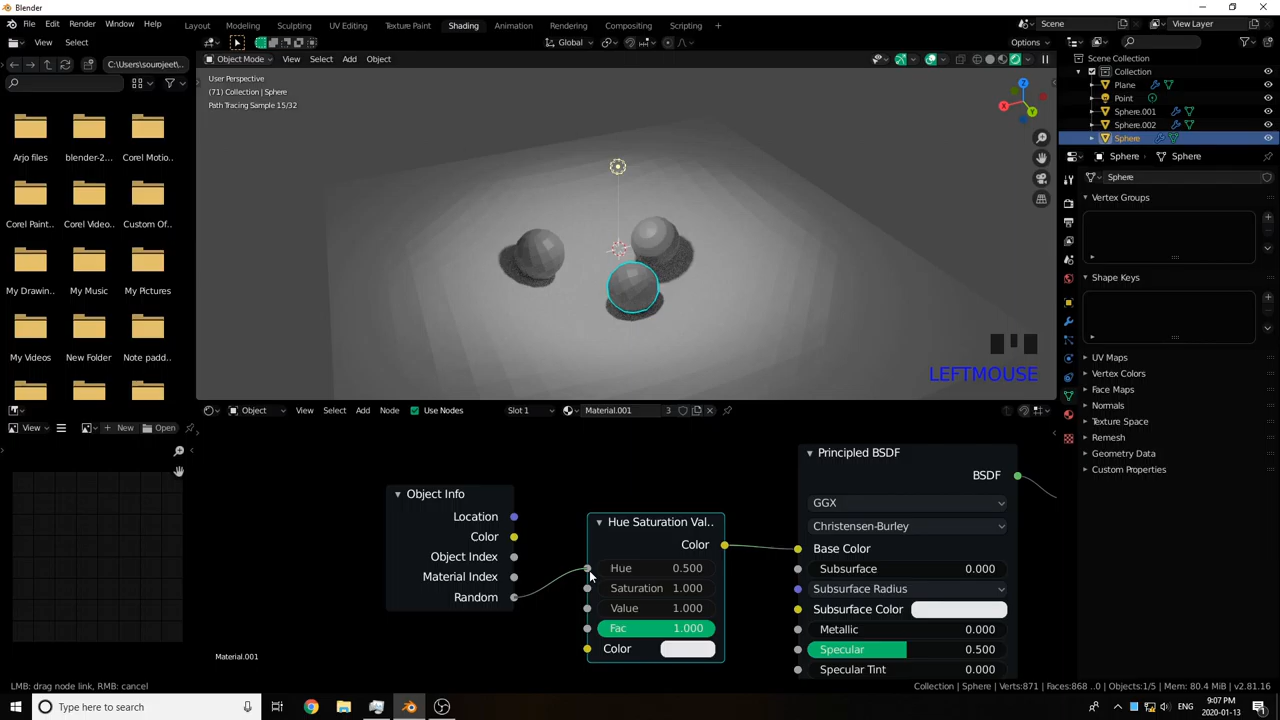 Blender
File Edit Render Window Help
Layout Modeling Sculpting UV Editing Texture Paint Shading Animation Rendering Compositing Scripting
Scene
View Layer
View Select
Object Mode View Select Add Object
Global
Options
C:\Users\sourojeet\..
User Perspective
(71) Collection | Sphere
Path Tracing Sample 15/32
X
Y
Z
Scene Collection
Collection
Plane
Point
Sphere.001
Sphere.002
Sphere
Sphere Sphere
Sphere
Vertex Groups
Shape Keys
UV Maps
Vertex Colors
Face Maps
Normals
Texture Space
Remesh
Geometry Data
Custom Properties
Arjo files blender-2... Corel Motio..
Corel Paint.. Corel Video.. Custom Of...
My Drawin.. My Music My Pictures
My Videos New Folder Note padd..
LEFTMOUSE
Object View Select Add Node Use Nodes Slot 1 Material.001 3
View New Open
Object Info
Location
Color
Object Index
Material Index
Random
Hue Saturation Val..
Color
Hue 0.500
Saturation 1.000
Value 1.000
Fac 1.000
Color
Principled BSDF
BSDF
GGX
Christensen-Burley
Base Color
Subsurface 0.000
Subsurface Radius
Subsurface Color
Metallic 0.000
Specular 0.500
Specular Tint 0.000
Material.001
LMB: drag node link, RMB: cancel
Collection | Sphere | Verts:871 | Faces:868 ..0 | Objects:1/5 | Mem: 80.4 MiB | v2.81.16
Type here to search
ENG
9:07 PM
2020-01-13
1